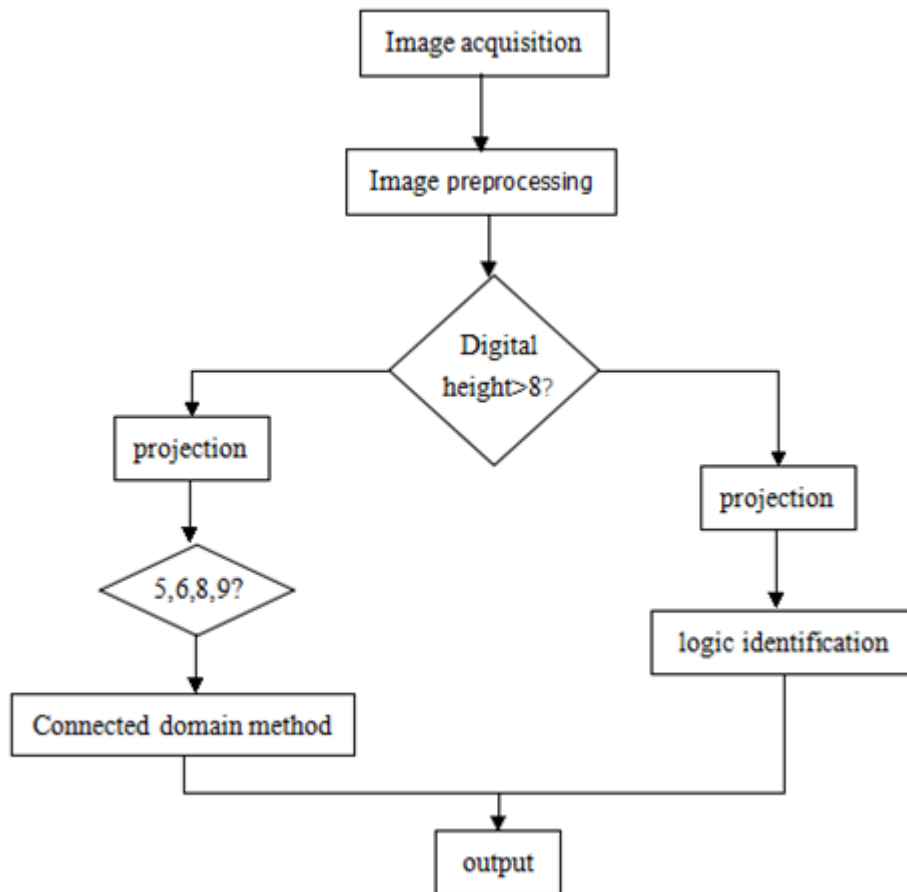 Image acquisition
Image preprocessing
Digital
height>8?
projection
projection
5,6,8,9?
logic identification
Connected domain method
output